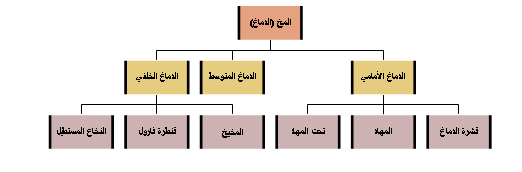 المخ (الدماغ)
الدماغ الأمامي
الدماغ المتوسط
الدماغ الخلفي
قشرة الدماغ
المهاد
تحت المهاد
المخيخ
قنطرة فارول
النخاع المستطيل